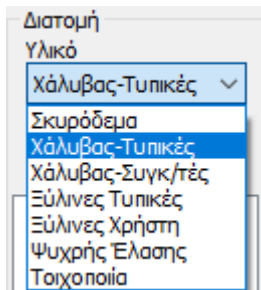 Διατομή
Υλικό
Χάλυβας-Τυπικές
Σκυρόδεμα
Χάλυβας-Τυπικές
Χάλυβας-Συγκ/τές
Ξύλινες Τυπικές
Ξύλινες Χρήστη
Ψυχρής Έλασης
Τοιχοποιία